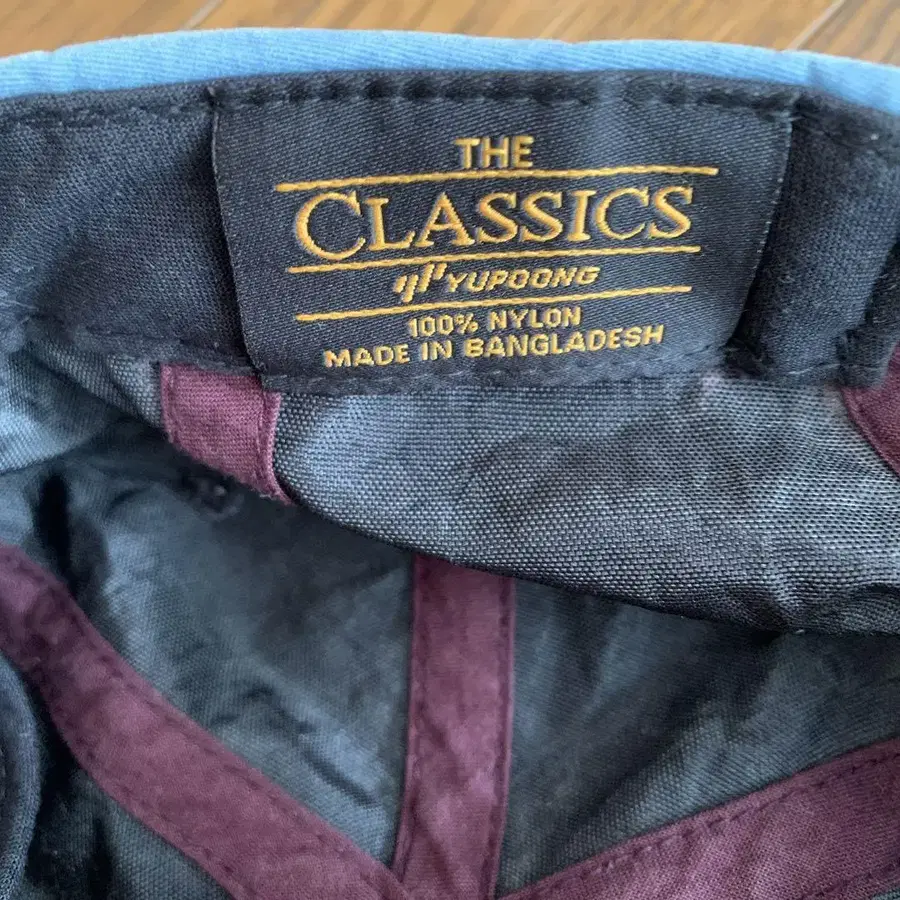 THE
CLASSICS
YUPOONG
100% NYLON
MADE IN BANGLADESH